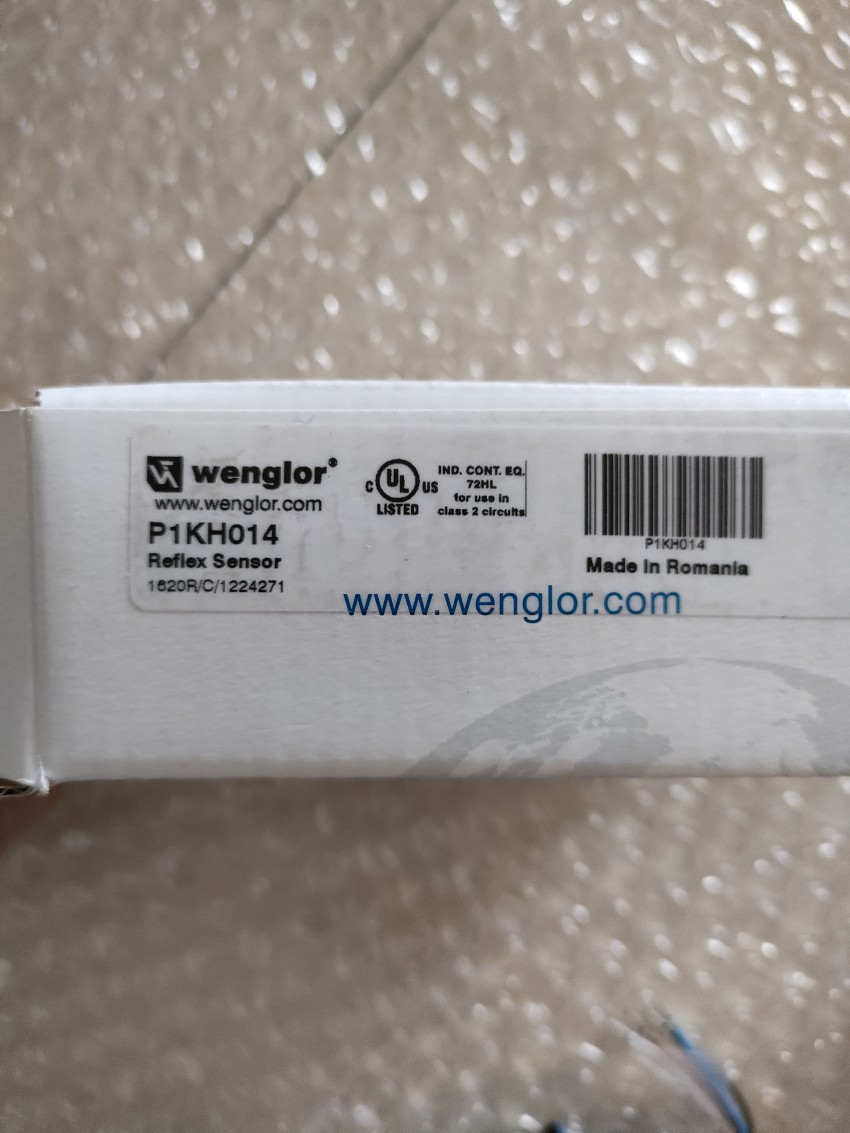 wenglor®
www.wenglor.com
P1KH014
Reflex Sensor
1620R/C/1224271
C UL US
LISTED
IND. CONT. EQ.
72HL
for use in
class 2 circuits
P1KH014
Made in Romania
www.wenglor.com